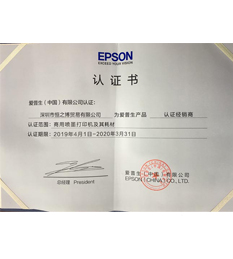 EPSON
EXCEED YOUR VISION
认证书
爱普生（中国）有限公司认证：
深圳市恒之博贸易有限公司 为爱普生产品 认证经销商
认证范围：商用喷墨打印机及其耗材
认证期限：2019年4月1日-2020年3月31日
总经理 President
爱普生（中国）有限公司
EPSON (CHINA) CO., LTD.